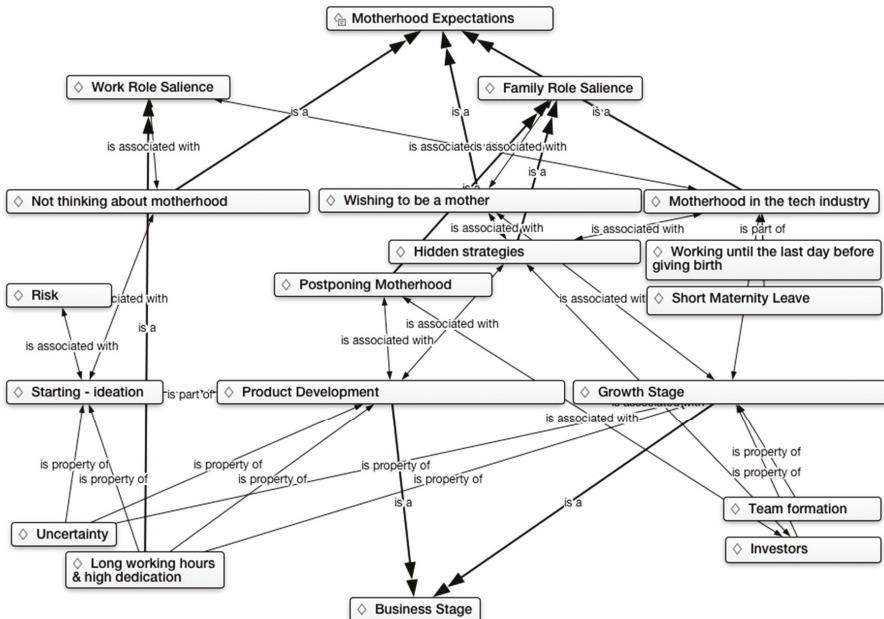 Motherhood Expectations
Work Role Salience
Family Role Salience
is a
is a
is a
is associated with
is associated with
is a
is a
Not thinking about motherhood
Wishing to be a mother
Motherhood in the tech industry
is associated with
is associated with
is part of
Hidden strategies
Working until the last day before
giving birth
Postponing Motherhood
Risk
Short Maternity Leave
ciated with
is associated wit
is a
is associated with
is associated with
is associated with
Starting - ideation
is part of
Product Development
Growth Stage
is associated with
is associated with
is property of
is property of
is property of
is property of
is property of
is property of
is property of
is property of
is a
is a
Team formation
Uncertainty
Investors
Long working hours
& high dedication
Business Stage